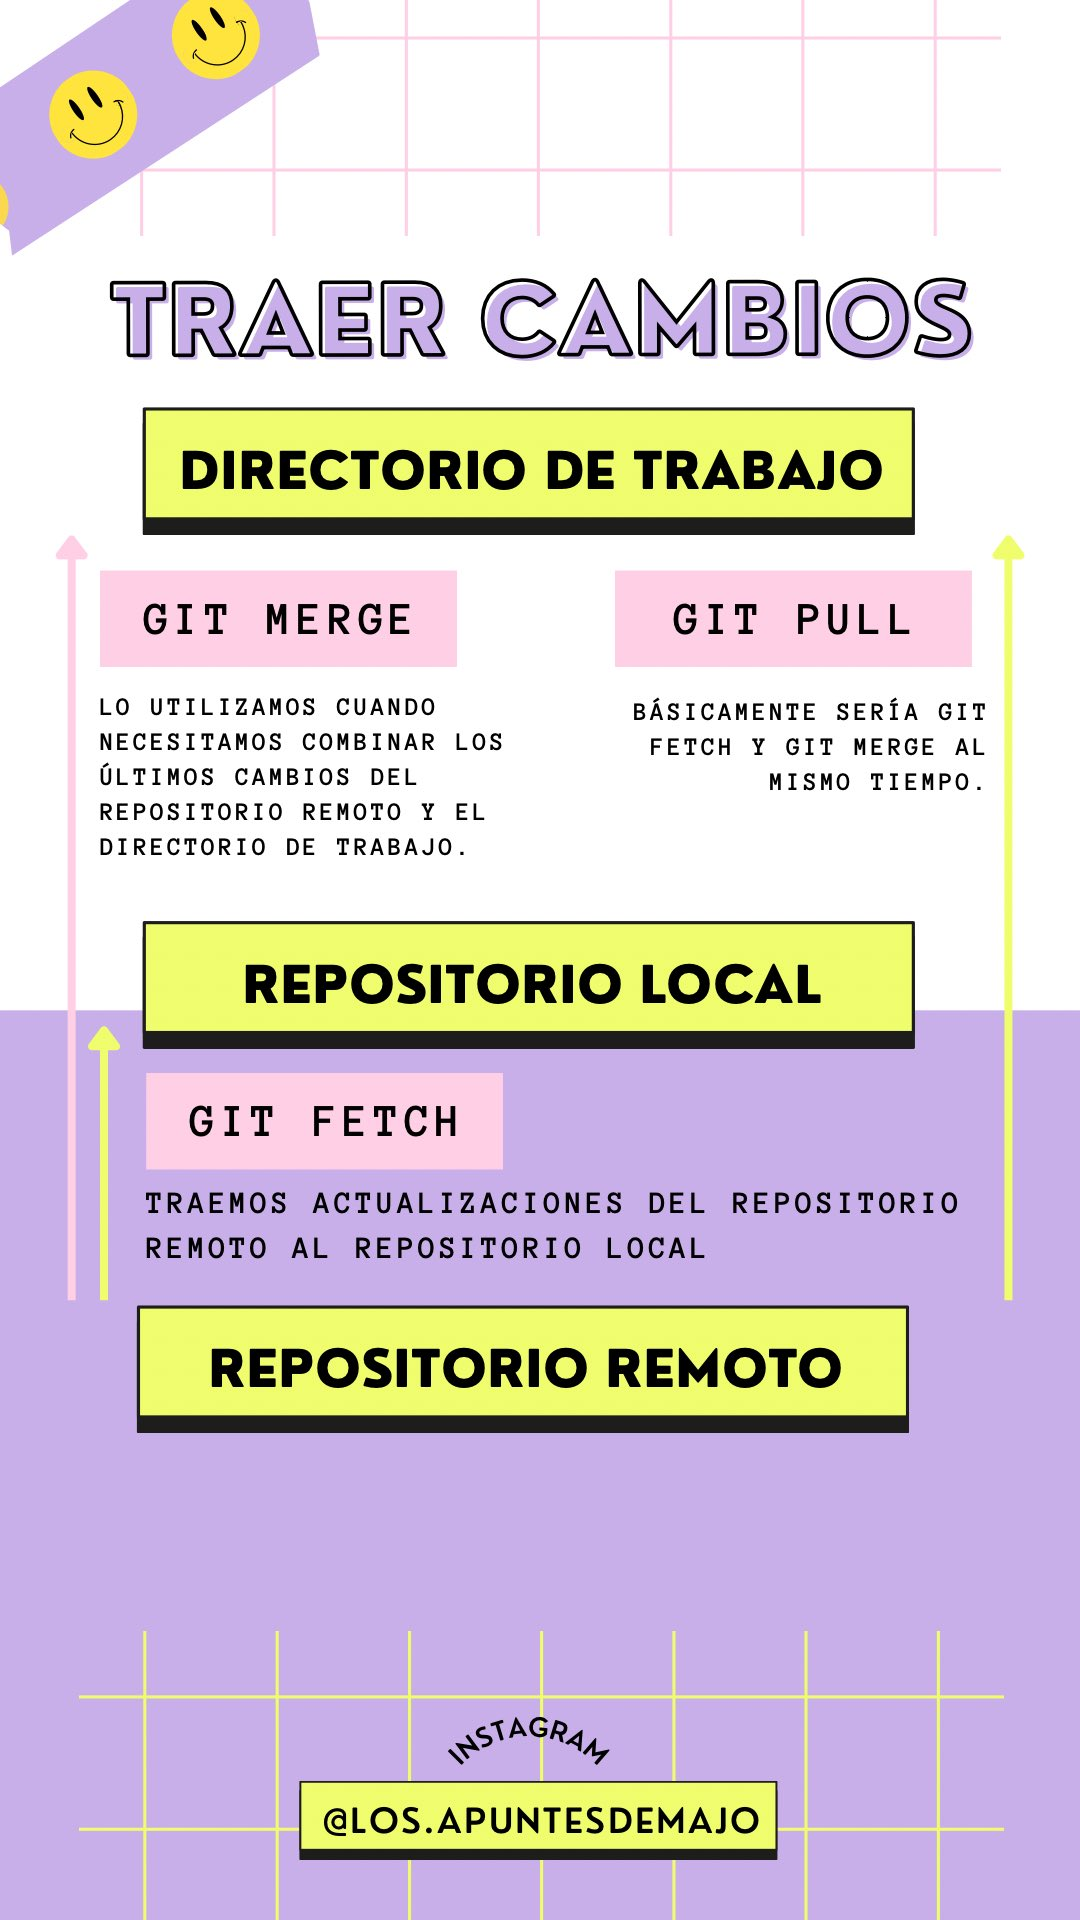 TRAER CAMBIOS
DIRECTORIO DE TRABAJO
GIT MERGE
LO UTILIZAMOS CUANDO
NECESITAMOS COMBINAR LOS
ÚLTIMOS CAMBIOS DEL
REPOSITORIO REMOTO Y EL
DIRECTORIO DE TRABAJO.
GIT PULL
BÁSICAMENTE SERÍA GIT
FETCH Y GIT MERGE AL
MISMO TIEMPO.
REPOSITORIO LOCAL
GIT FETCH
TRAEMOS ACTUALIZACIONES DEL REPOSITORIO
REMOTO AL REPOSITORIO LOCAL
REPOSITORIO REMOTO
INSTAGRAM
@LOS.APUNTESDEMAJO